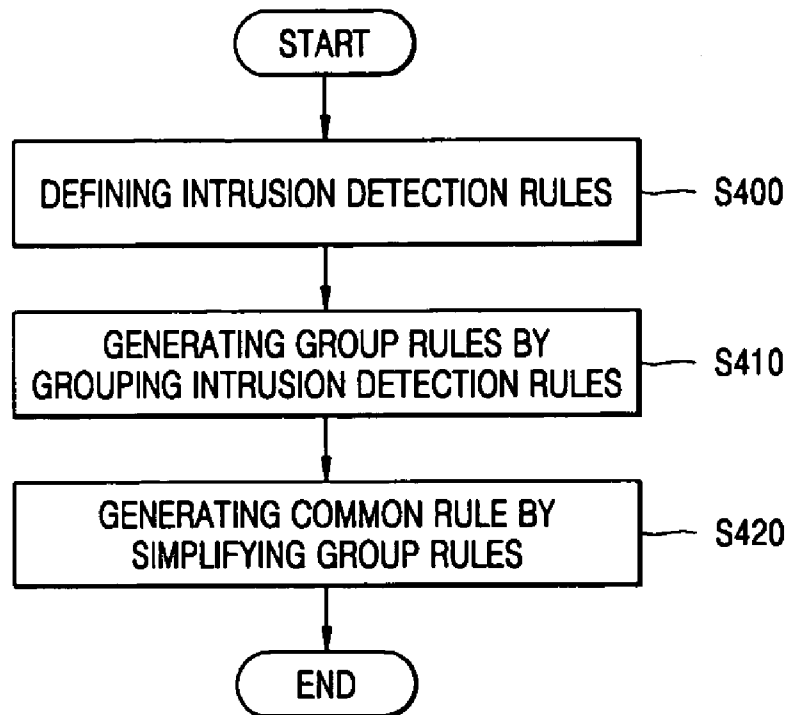 START
DEFINING INTRUSION DETECTION RULES
S400
GENERATING GROUP RULES BY
GROUPING INTRUSION DETECTION RULES
S410
GENERATING COMMON RULE BY
SIMPLIFYING GROUP RULES
S420
END